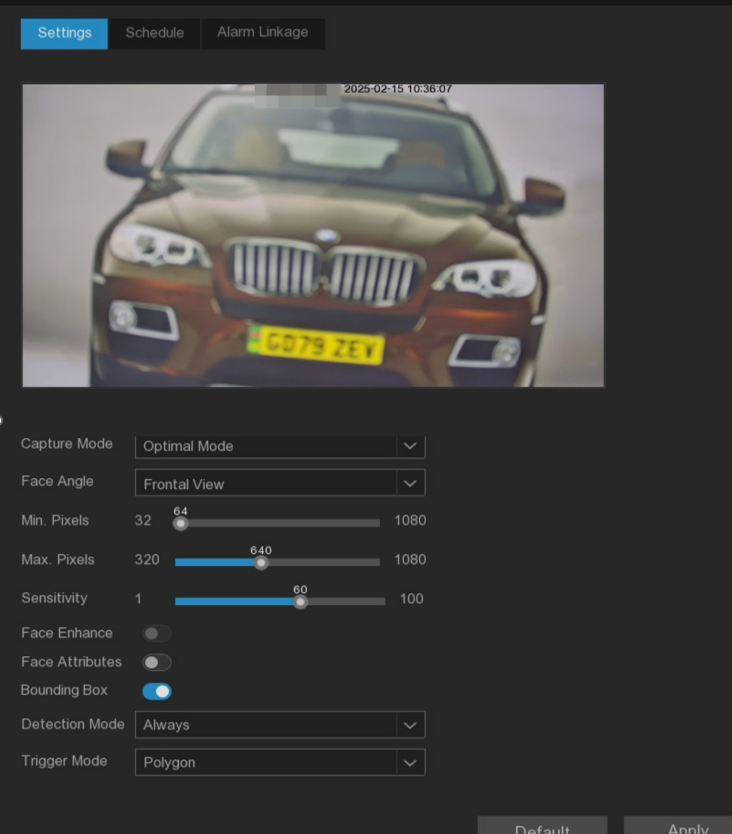 Settings Schedule Alarm Linkage
2025-02-15 10:36:07
GD79 ZEV
Capture Mode Optimal Mode
Face Angle Frontal View
64
Min. Pixels 32 1080
640
Max. Pixels 320 1080
60
Sensitivity 1 100
Face Enhance
Face Attributes
Bounding Box
Detection Mode Always
Trigger Mode Polygon
Default Apply